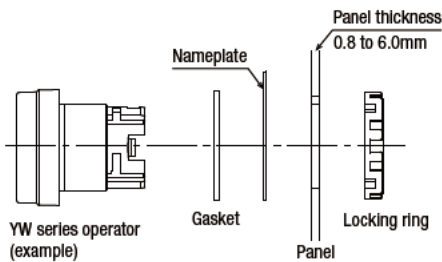 Panel thickness
0.8 to 6.0mm
Nameplate
Gasket
Locking ring
YW series operator
(example)
Panel